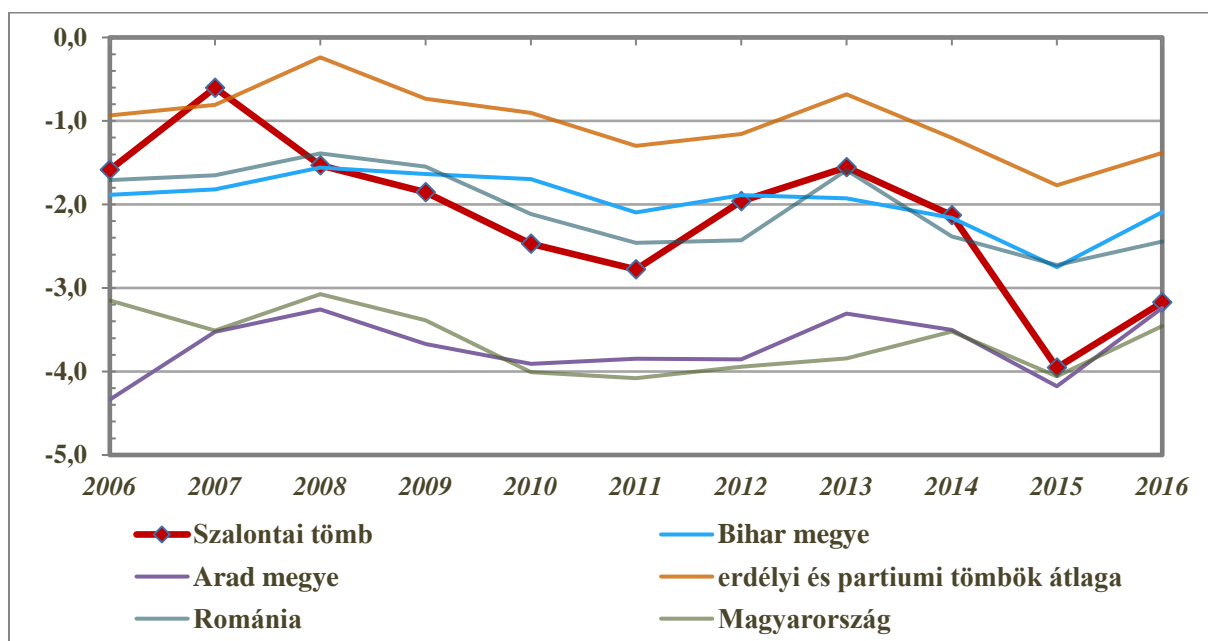 0,0
-1,0
-2,0
-3,0
-4,0
-5,0
2006 2007 2008 2009 2010 2011 2012 2013 2014 2015 2016
Szalontai tömb Bihar megye
Arad megye erdélyi és partiumi tömbök átlaga
Románia Magyarország